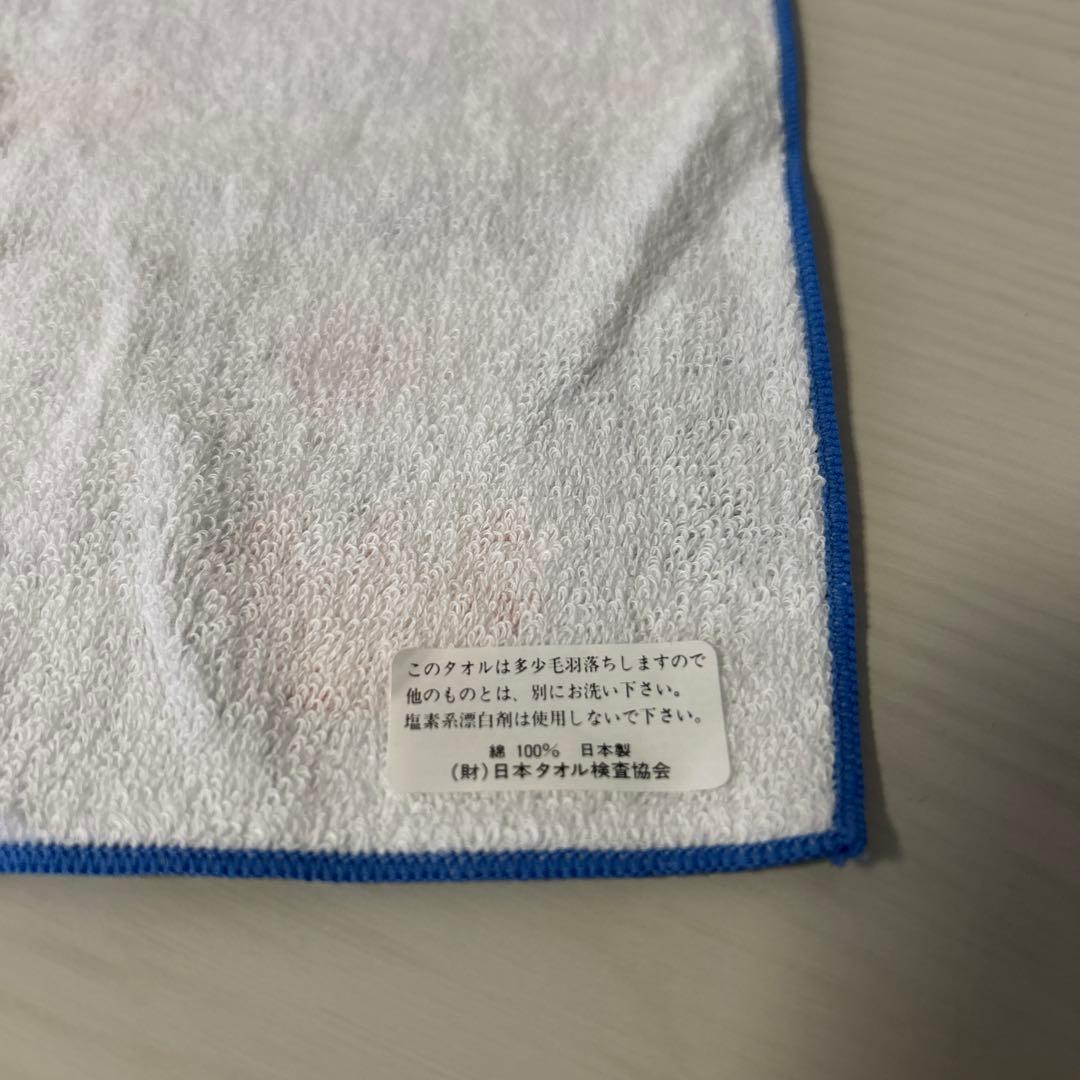 このタオルは多少毛羽落ちしますので
他のものとは、別にお洗い下さい。
塩素系漂白剤は使用しないで下さい。
綿 100% 日本製
(財)日本タオル検査協会